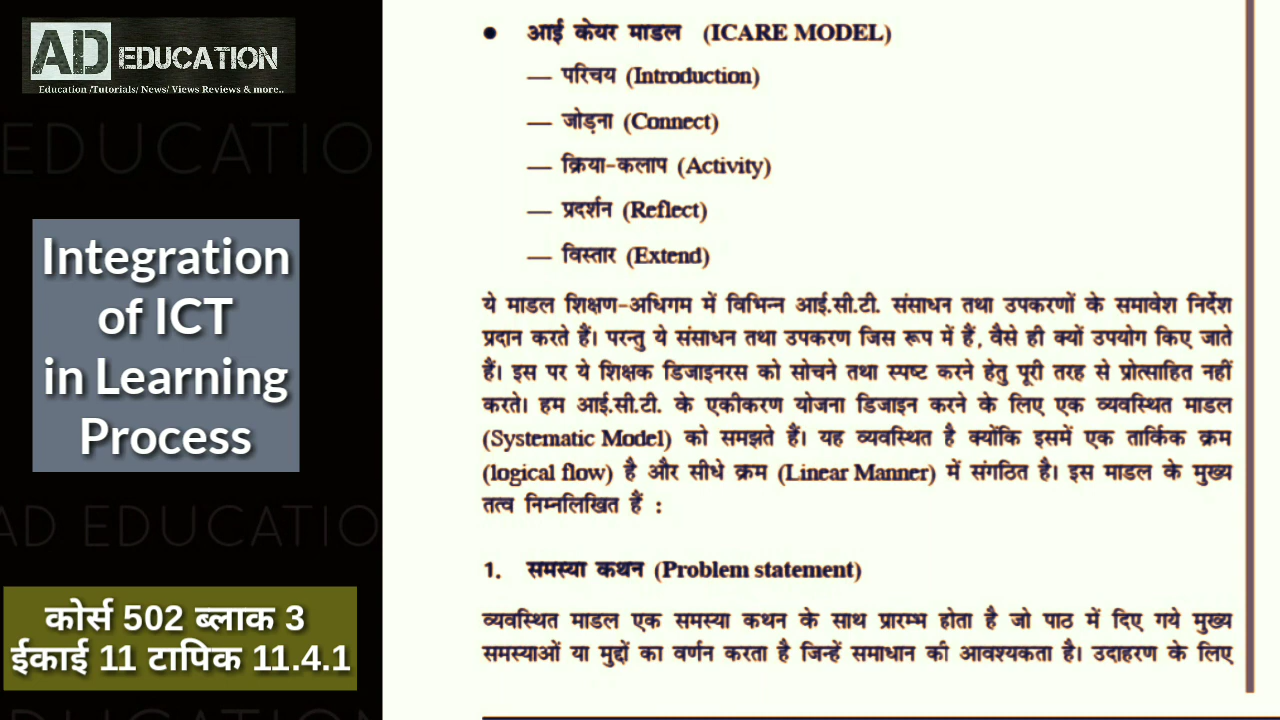 AD EDUCATION
Education /Tutorials/ News/ Views Reviews & more..
EDUCATIO
Integration
of ICT
in Learning
Process
AD EDUCATIO
कोर्स 502 ब्लाक 3
ईकाई 11 टापिक 11.4.1
● आई केयर माडल (ICARE MODEL)
— परिचय (Introduction)
— जोड़ना (Connect)
— क्रिया-कलाप (Activity)
— प्रदर्शन (Reflect)
— विस्तार (Extend)
ये माडल शिक्षण-अधिगम में विभिन्न आई.सी.टी. संसाधन तथा उपकरणों के समावेश निर्देश
प्रदान करते हैं। परन्तु ये संसाधन तथा उपकरण जिस रूप में हैं, वैसे ही क्यों उपयोग किए जाते
हैं। इस पर ये शिक्षक डिजाइनरस को सोचने तथा स्पष्ट करने हेतु पूरी तरह से प्रोत्साहित नहीं
करते। हम आई.सी.टी. के एकीकरण योजना डिजाइन करने के लिए एक व्यवस्थित माडल
(Systematic Model) को समझते हैं। यह व्यवस्थित है क्योंकि इसमें एक तार्किक क्रम
(logical flow) है और सीधे क्रम (Linear Manner) में संगठित है। इस माडल के मुख्य
तत्व निम्नलिखित हैं :
1. समस्या कथन (Problem statement)
व्यवस्थित माडल एक समस्या कथन के साथ प्रारम्भ होता है जो पाठ में दिए गये मुख्य
समस्याओं या मुद्दों का वर्णन करता है जिन्हें समाधान की आवश्यकता है। उदाहरण के लिए